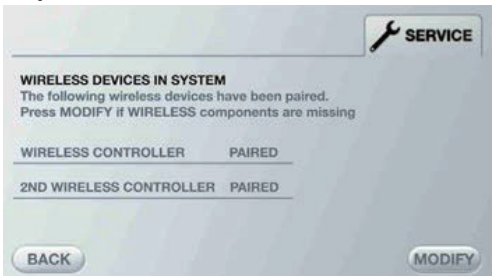 SERVICE
WIRELESS DEVICES IN SYSTEM
The following wireless devices have been paired.
Press MODIFY if WIRELESS components are missing
WIRELESS CONTROLLER PAIRED
2ND WIRELESS CONTROLLER PAIRED
BACK MODIFY